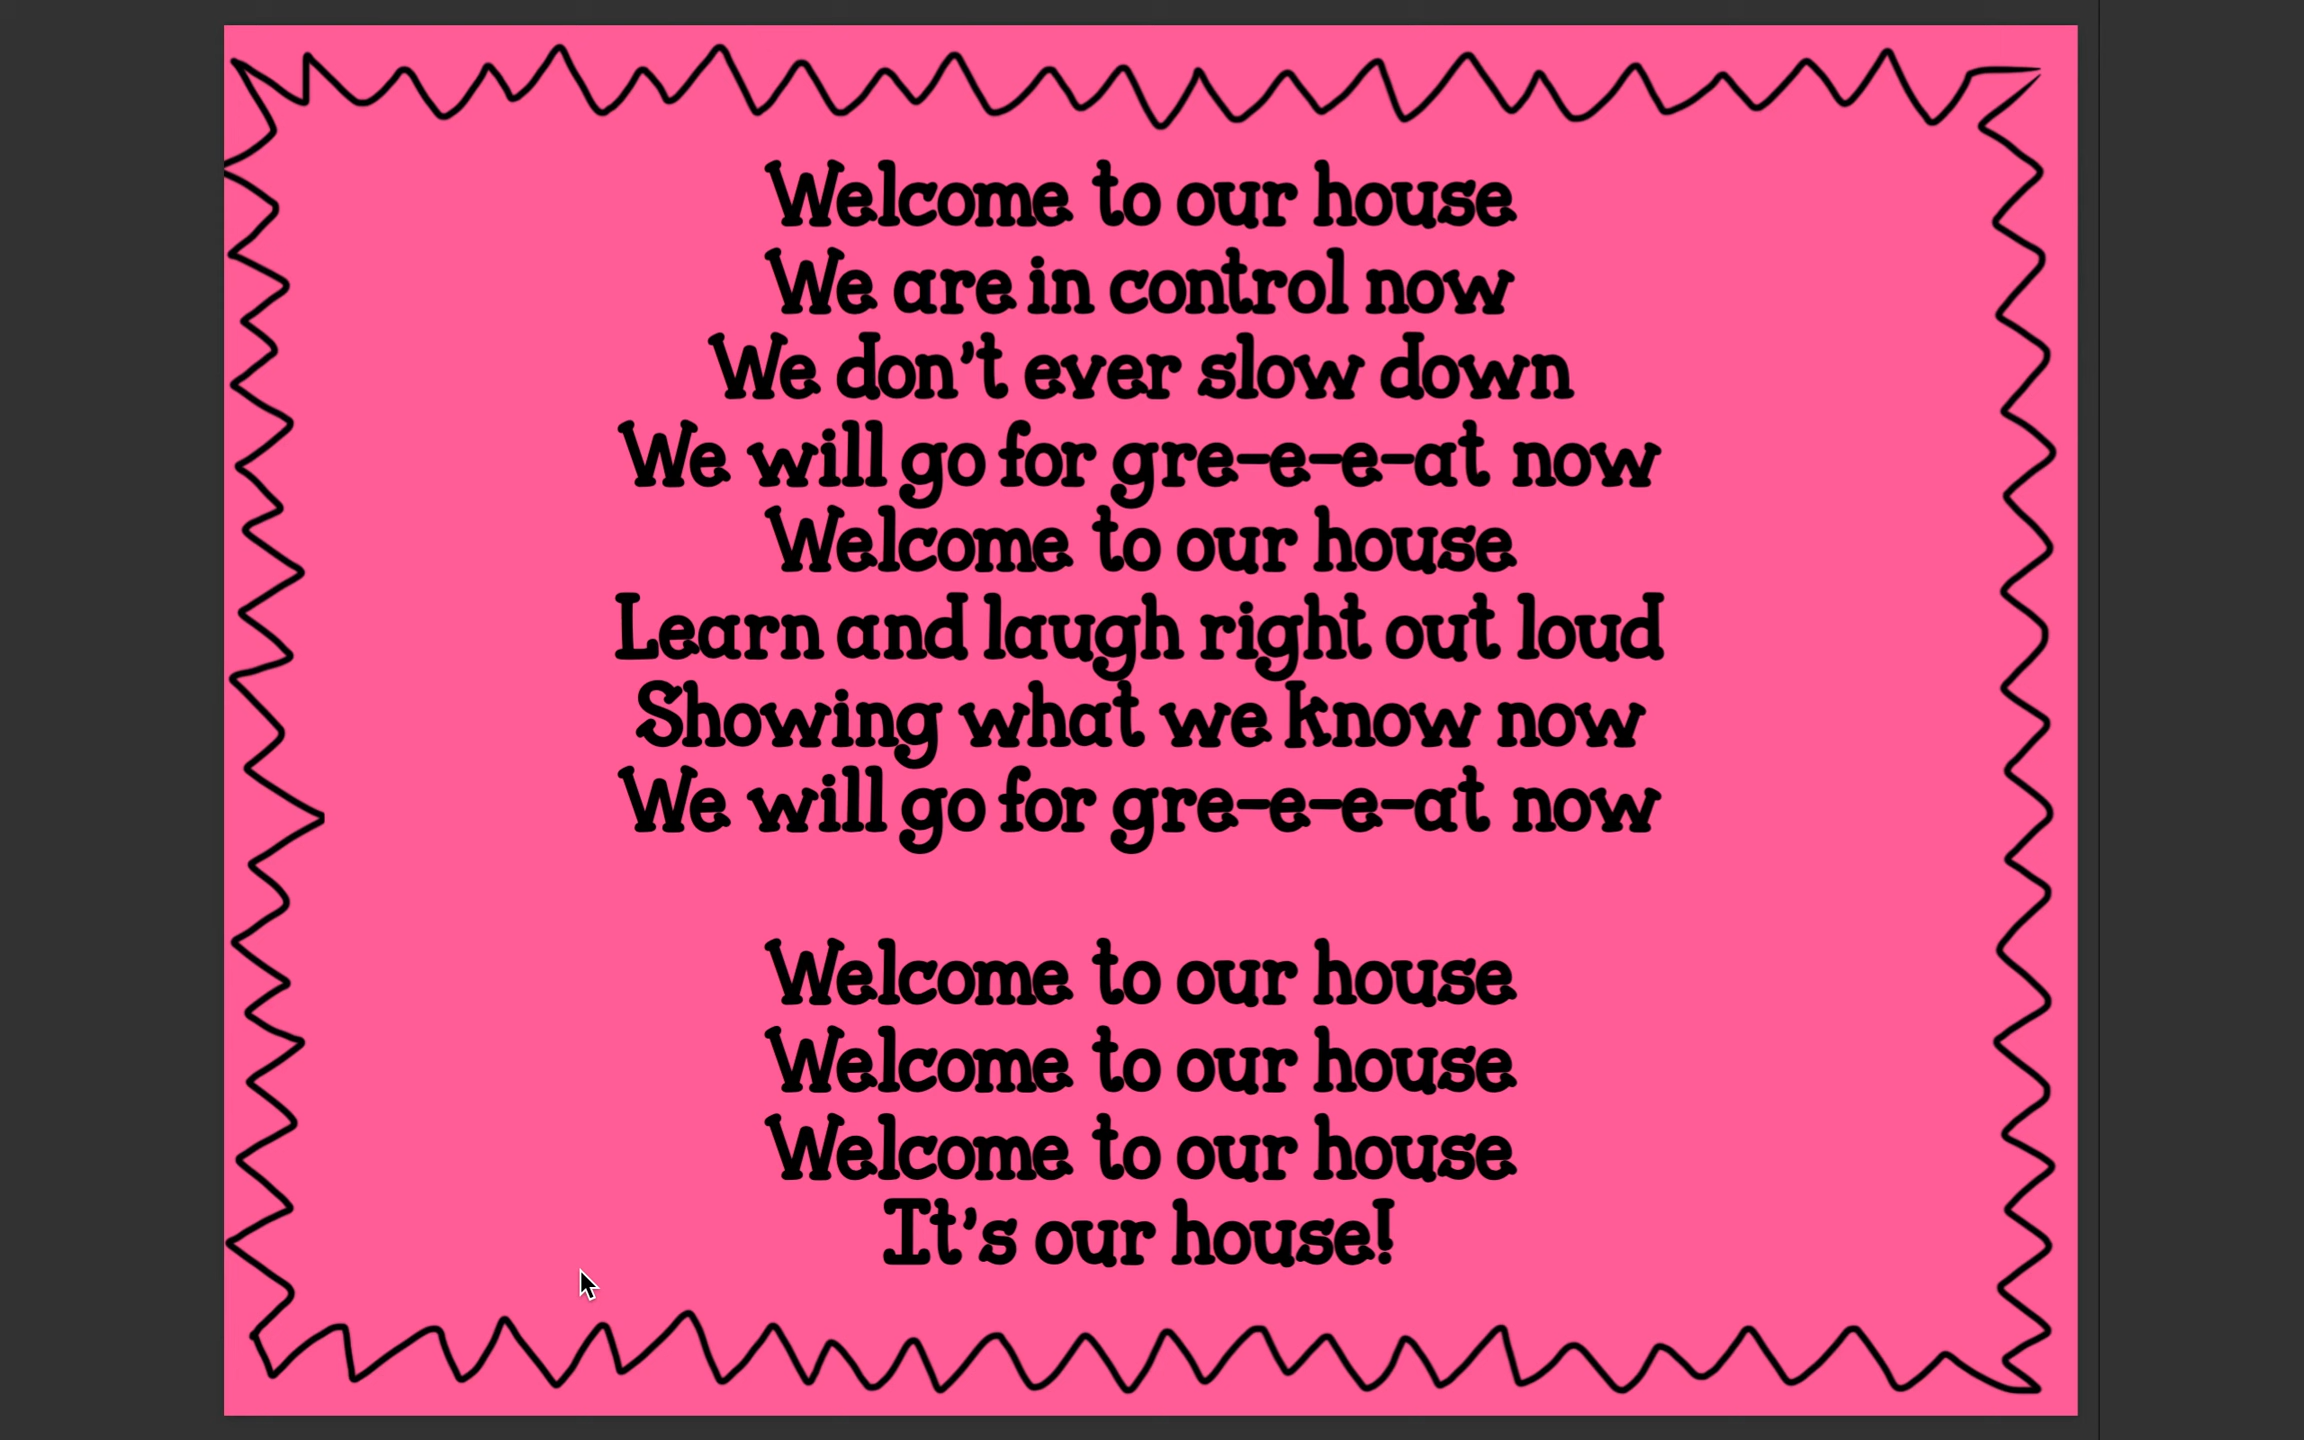 Welcome to our house
We are in control now
We don't ever slow down
We will go for gre-e-e-at now
Welcome to our house
Learn and laugh right out loud
Showing what we know now
We will go for gre-e-e-at now
Welcome to our house
Welcome to our house
Welcome to our house
It's our house!